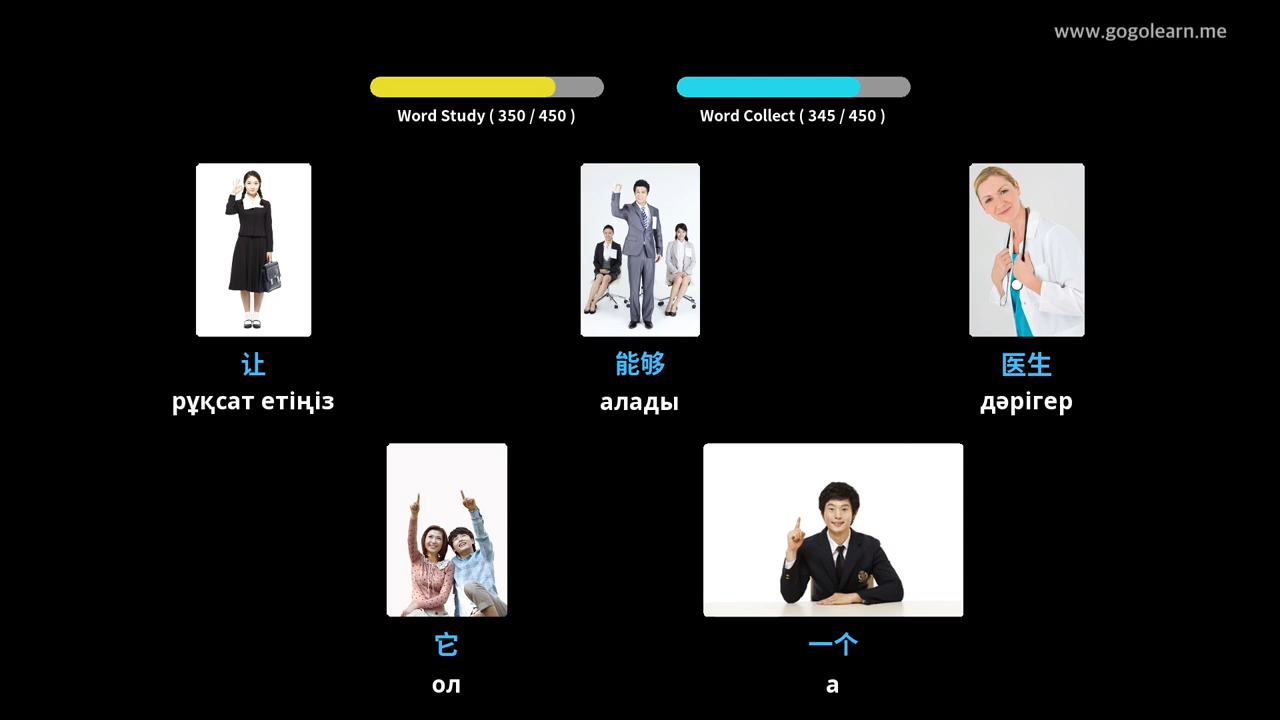 www.gogolearn.me
Word Study ( 350 / 450 )
Word Collect ( 345 / 450 )
让
рұқсат етіңіз
能够
алады
医生
дәрігер
它
ол
一个
а